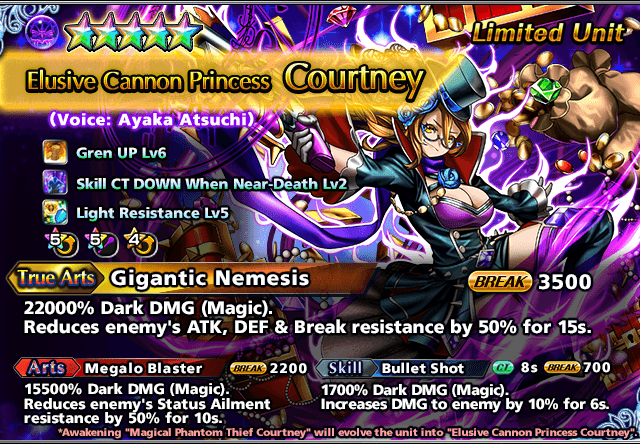 Limited Unit
Elusive Cannon Princess Courtney
(Voice: Ayaka Atsuchi)
Gren UP Lv6
Skill CT DOWN When Near-Death Lv2
Light Resistance Lv5
5 5 4
True Arts Gigantic Nemesis BREAK 3500
22000% Dark DMG (Magic).
Reduces enemy's ATK, DEF & Break resistance by 50% for 15s.
Arts Megalo Blaster BREAK 2200
15500% Dark DMG (Magic).
Reduces enemy's Status Ailment
resistance by 50% for 10s.
Skill Bullet Shot CT 8s BREAK 700
1700% Dark DMG (Magic).
Increases DMG to enemy by 10% for 6s.
*Awakening "Magical Phantom Thief Courtney" will evolve the unit into "Elusive Cannon Princess Courtney"